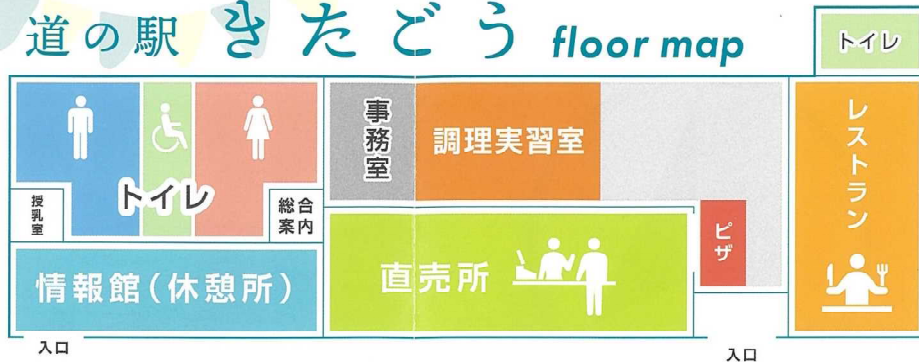 道の駅 きたごう floor map
トイレ
事務室
調理実習室
レストラン
トイレ
授乳室
総合案内
ピザ
情報館(休憩所)
直売所
入口
入口